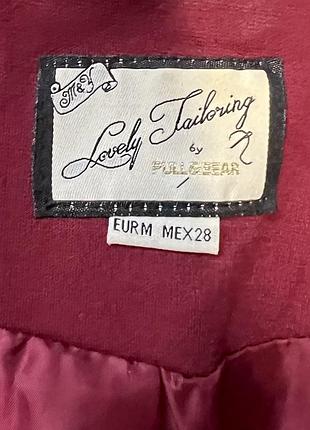 M&Y
Lovely Tailoring
by
PULL&BEAR
EUR M MEX28